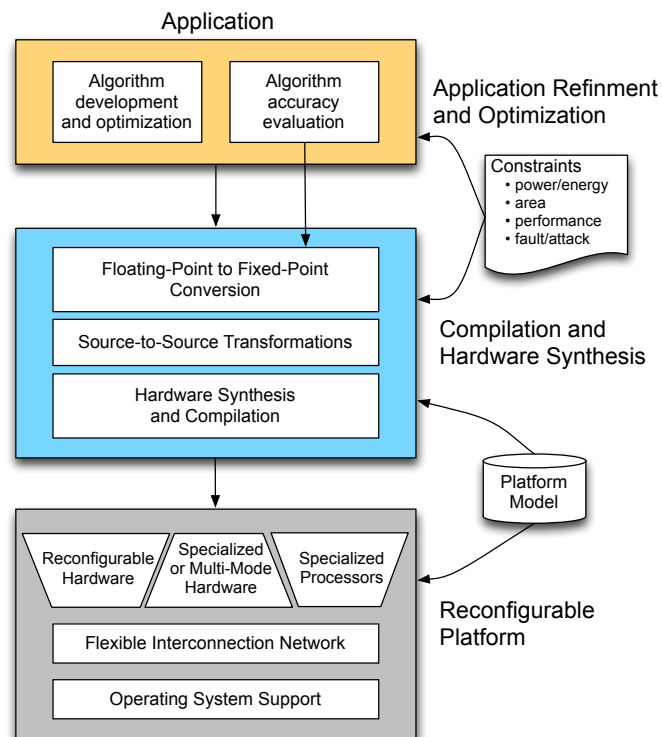 Application
Algorithm
development
and optimization
Algorithm
accuracy
evaluation
Application Refinment
and Optimization
Constraints
• power/energy
• area
• performance
• fault/attack
Floating-Point to Fixed-Point
Conversion
Source-to-Source Transformations
Hardware Synthesis
and Compilation
Compilation and
Hardware Synthesis
Platform
Model
Reconfigurable
Hardware
Specialized
or Multi-Mode
Hardware
Specialized
Processors
Flexible Interconnection Network
Operating System Support
Reconfigurable
Platform